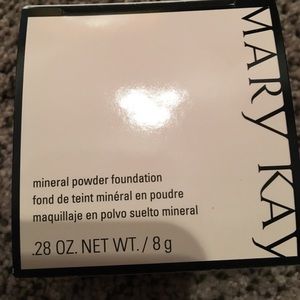 MARY KAY
mineral powder foundation
fond de teint minéral en poudre
maquillaje en polvo suelto mineral
.28 OZ. NET WT. / 8 g